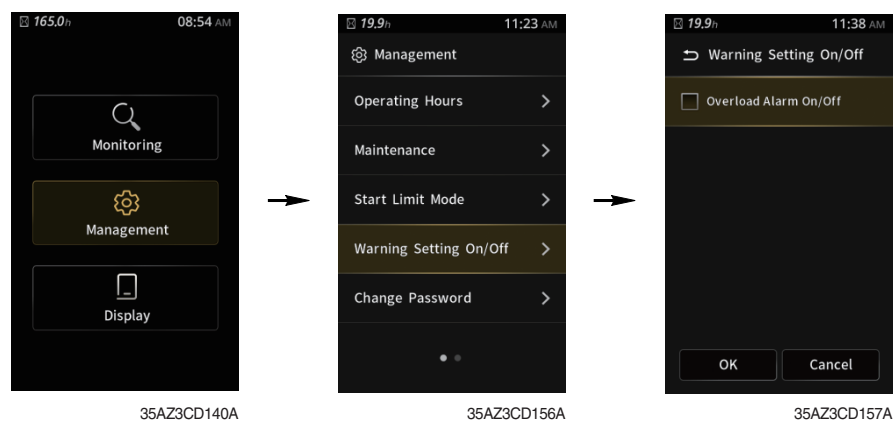 165.0h 08:54 AM
Monitoring
Management
Display
35AZ3CD140A
19.9h 11:23 AM
Management
Operating Hours
Maintenance
Start Limit Mode
Warning Setting On/Off
Change Password
35AZ3CD156A
19.9h 11:38 AM
Warning Setting On/Off
Overload Alarm On/Off
OK Cancel
35AZ3CD157A